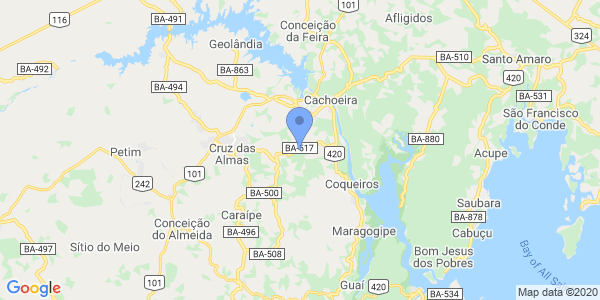 BA-491
116
Conceição
da Feira
101
Afligidos
Geolândia
BA-492
BA-863
BA-494
BA-510
324
Santo Amaro
420
BA-531
Cachoeira
São Francisco
do Conde
Petim
Cruz das
Almas
BA-617
420
BA-880
Acupe
101
242
BA-500
Coqueiros
Saubara
Conceição
do Almeida
Caraípe
BA-878
Cabuçu
BA-496
Maragogipe
Sítio do Meio
BA-497
BA-508
Bom Jesus
dos Pobres
Bay of All Sai
101
Guaí
420
BA-534
Google
Map data ©2020